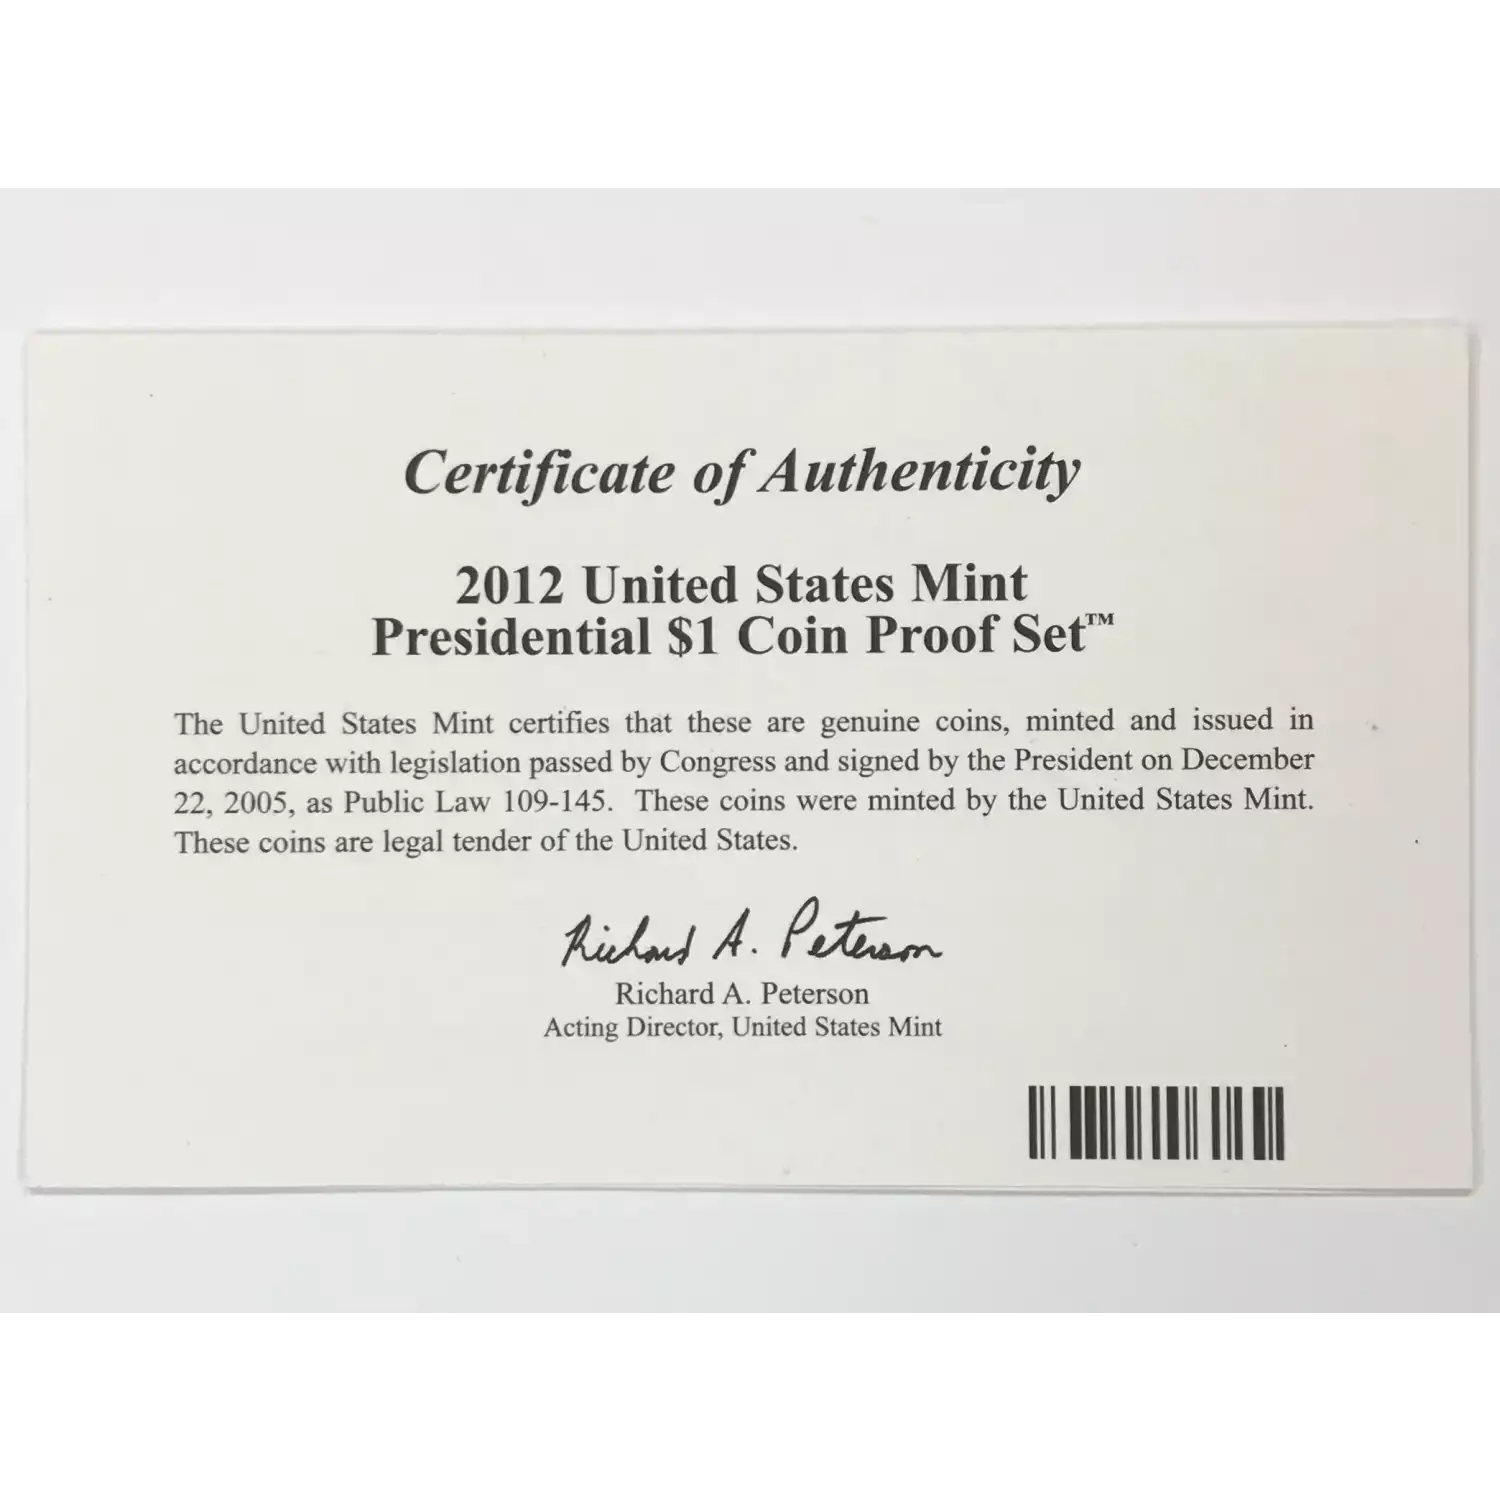 Certificate of Authenticity
2012 United States Mint
Presidential $1 Coin Proof Set™
The United States Mint certifies that these are genuine coins, minted and issued in
accordance with legislation passed by Congress and signed by the President on December
22, 2005, as Public Law 109-145. These coins were minted by the United States Mint.
These coins are legal tender of the United States.
Richard A. Peterson
Richard A. Peterson
Acting Director, United States Mint